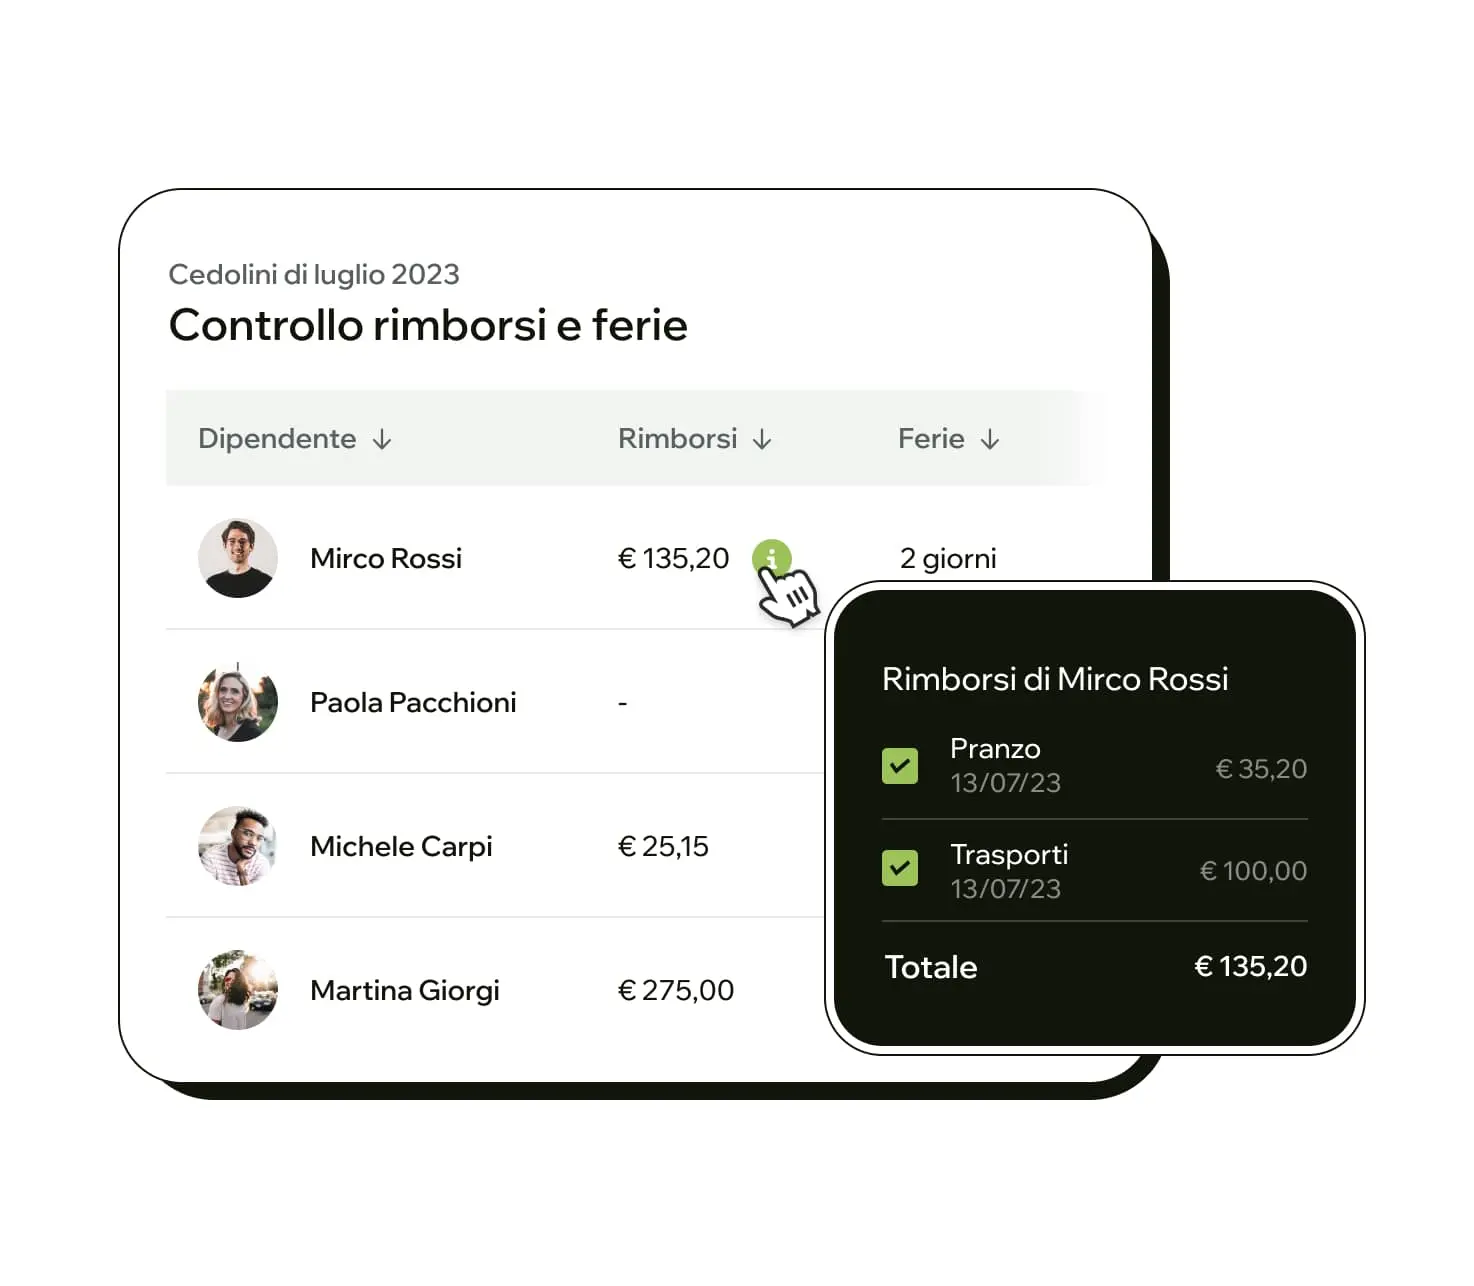 Cedolini di luglio 2023
Controllo rimborsi e ferie
Dipendente ↓ Rimborsi ↓ Ferie ↓
Mirco Rossi € 135,20 i 2 giorni
Paola Pacchioni -
Michele Carpi € 25,15
Martina Giorgi € 275,00
Rimborsi di Mirco Rossi
Pranzo
13/07/23 € 35,20
Trasporti
13/07/23 € 100,00
Totale € 135,20